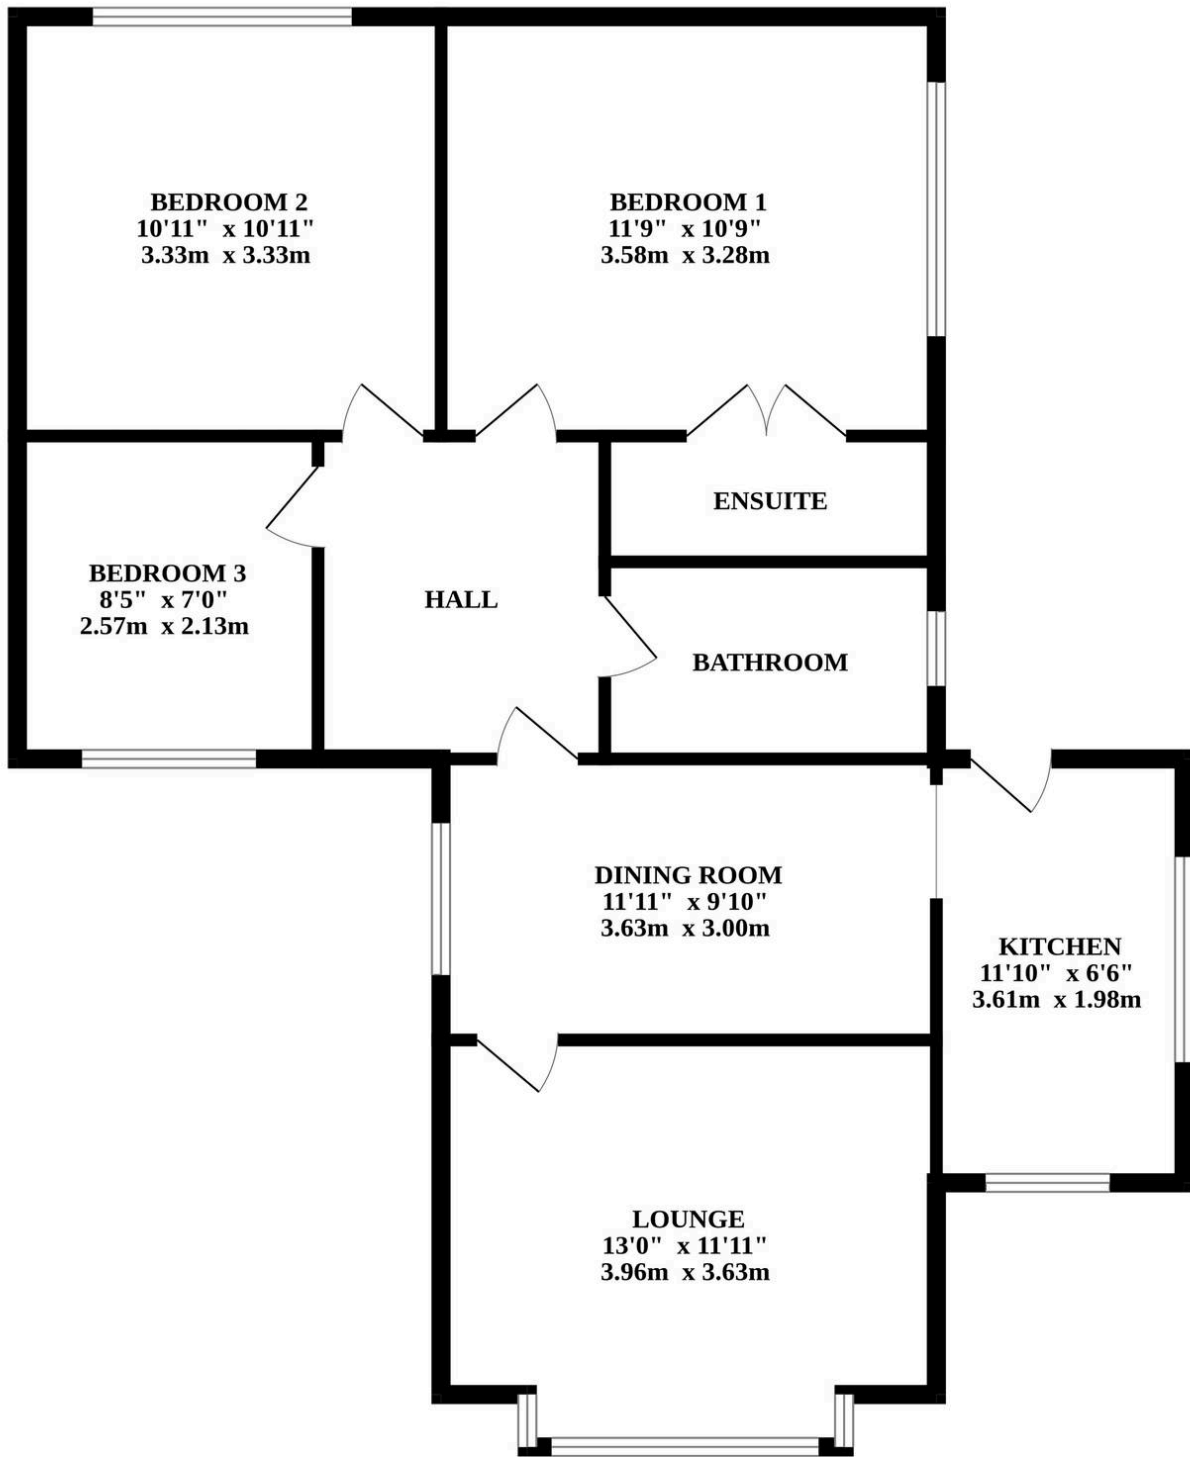 BEDROOM 2
10'11" x 10'11"
3.33m x 3.33m
BEDROOM 1
11'9" x 10'9"
3.58m x 3.28m
ENSUITE
BEDROOM 3
8'5" x 7'0"
2.57m x 2.13m
HALL
BATHROOM
DINING ROOM
11'11" x 9'10"
3.63m x 3.00m
KITCHEN
11'10" x 6'6"
3.61m x 1.98m
LOUNGE
13'0" x 11'11"
3.96m x 3.63m